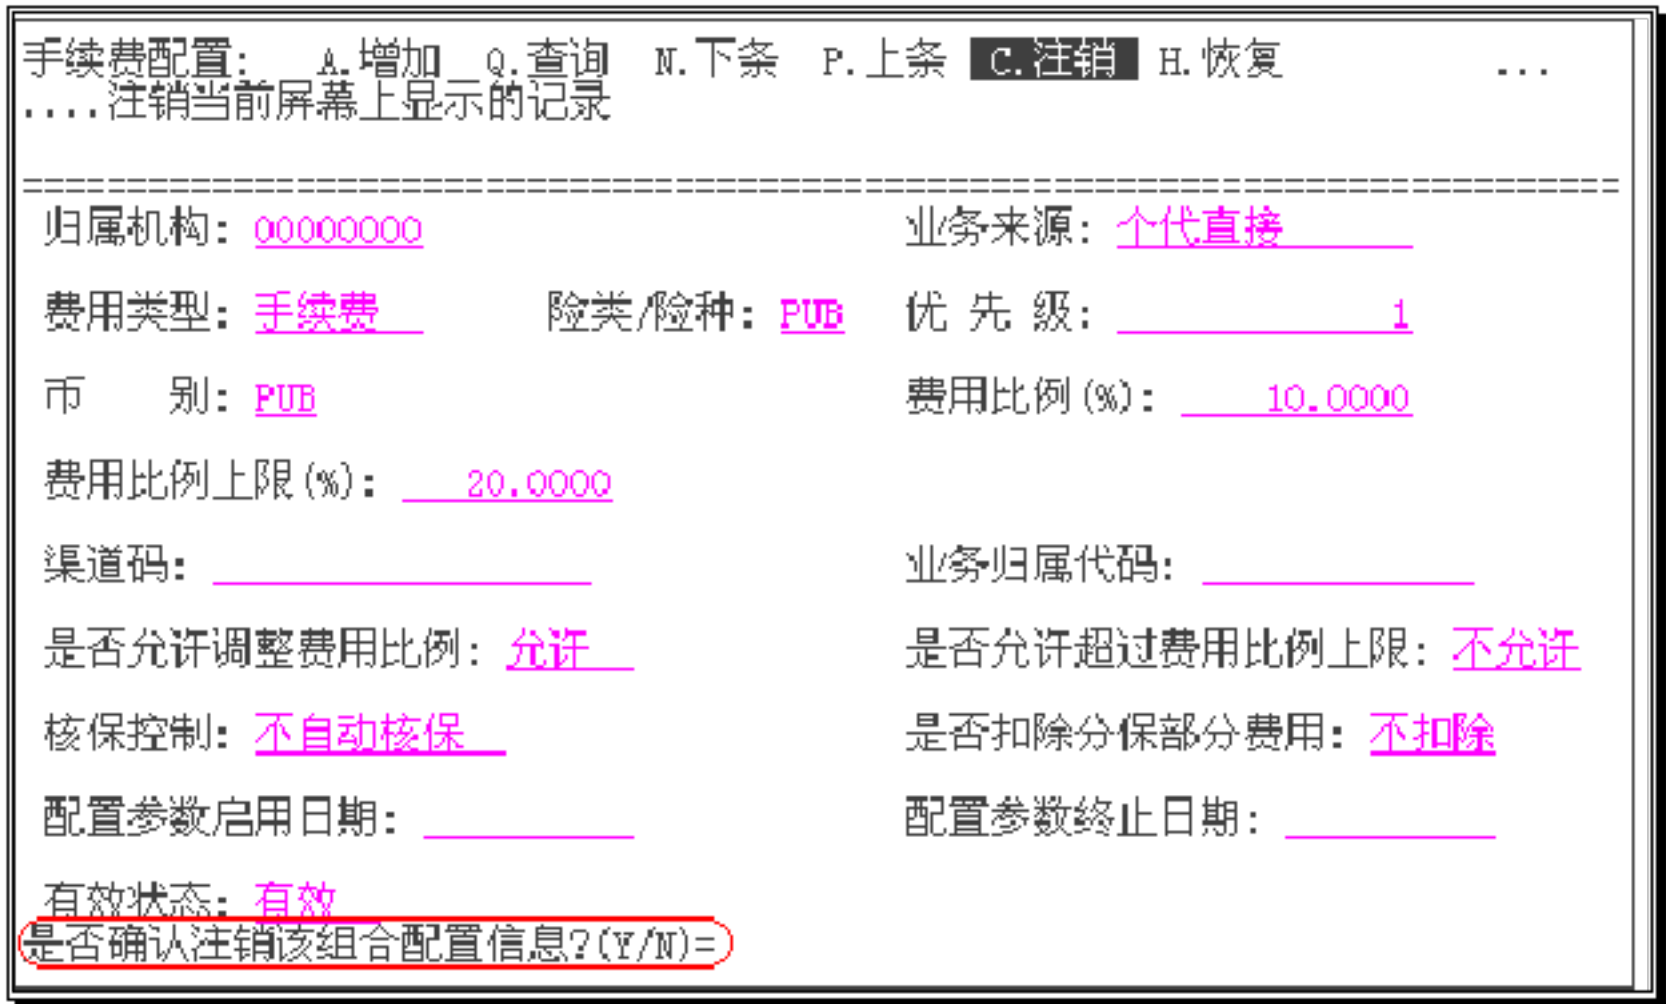 手续费配置: A.增加 Q.查询 N.下条 P.上条 C.注销 H.恢复 ...
....注销当前屏幕上显示的记录
================================================================================
归属机构: 00000000 业务来源: 个代直接
费用类型: 手续费 险类/险种: PUB 优 先 级: 1
币 别: PUB 费用比例(%): 10.0000
费用比例上限(%): 20.0000
渠道码: 业务归属代码:
是否允许调整费用比例: 允许 是否允许超过费用比例上限: 不允许
核保控制: 不自动核保 是否扣除分保部分费用: 不扣除
配置参数启用日期: 配置参数终止日期:
有效状态: 有效
是否确认注销该组合配置信息?(Y/N)=